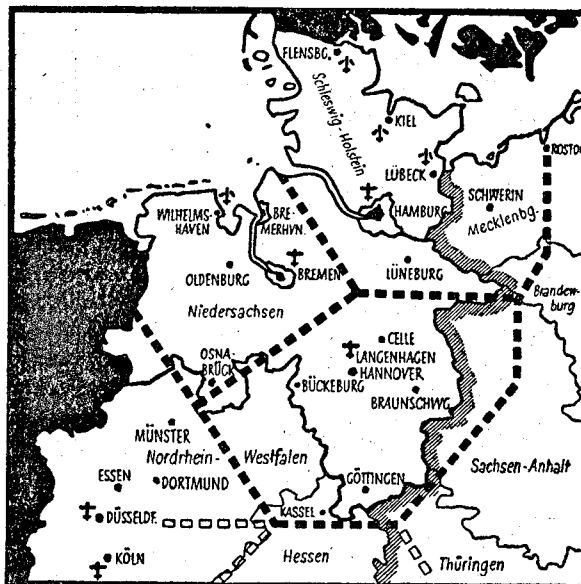 FLENSBG.
Schleswig-Holstein
KIEL
ROSTO
LÜBECK
SCHWERIN
Mecklenbg.
WILHELMS-
HAVEN
BRE-
MERHVN.
HAMBURG
OLDENBURG
BREMEN
LÜNEBURG
Branden-
burg
Niedersachsen
CELLE
LANGENHAGEN
HANNOVER
OSNA-
BRÜCK
BÜCKEBURG
BRAUNSCHWG.
MÜNSTER
Nordrhein-
Westfalen
Sachsen-Anhalt
ESSEN
DORTMUND
GÖTTINGEN
DÜSSELDF.
KASSEL
KÖLN
Hessen
Thüringen